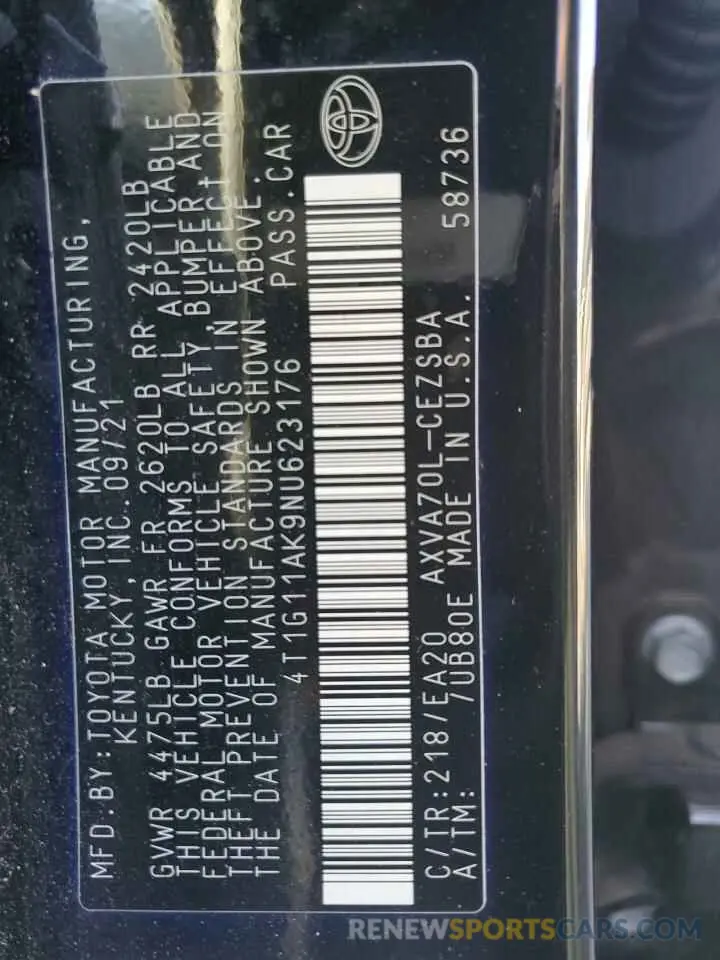 MFD.BY:TOYOTA MOTOR MANUFACTURING,
KENTUCKY,INC.09/21
GVWR 4475LB GAWR FR 2620LB RR 2420LB
THIS VEHICLE CONFORMS TO ALL APPLICABLE
FEDERAL MOTOR VEHICLE SAFETY,BUMPER AND
THEFT PREVENTION STANDARDS IN EFFECT ON
THE DATE OF MANUFACTURE SHOWN ABOVE.
4T1G11AK9NU623176 PASS.CAR
C/TR:218/EA20 AXVA70L-CEZSBA
A/TM: /UB80E MADE IN U.S.A. 58736
RENEWSPORTSCARS.COM